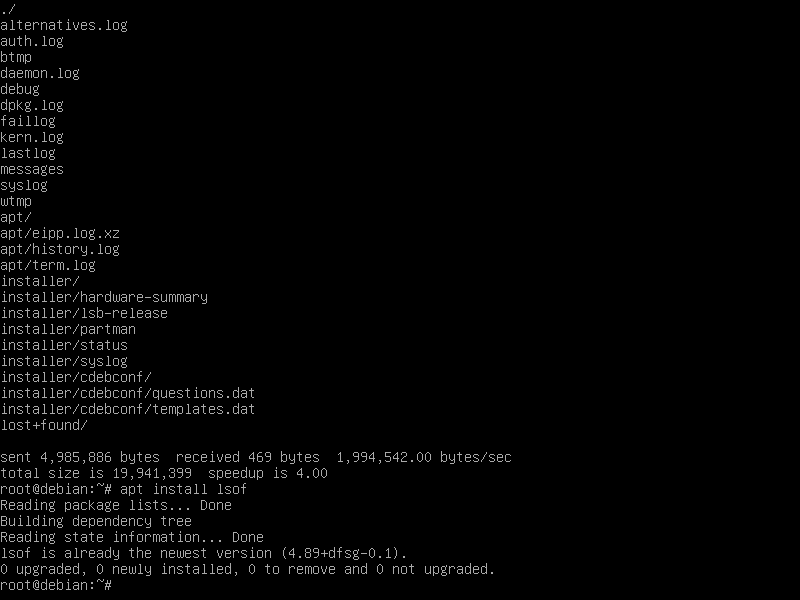 ./
alternatives.log
auth.log
btmp
daemon.log
debug
dpkg.log
faillog
kern.log
lastlog
messages
syslog
wtmp
apt/
apt/eipp.log.xz
apt/history.log
apt/term.log
installer/
installer/hardware-summary
installer/lsb-release
installer/partman
installer/status
installer/syslog
installer/cdebconf/
installer/cdebconf/questions.dat
installer/cdebconf/templates.dat
lost+found/

sent 4,985,886 bytes  received 469 bytes  1,994,542.00 bytes/sec
total size is 19,941,399  speedup is 4.00
root@debian:~# apt install lsof
Reading package lists... Done
Building dependency tree
Reading state information... Done
lsof is already the newest version (4.89+dfsg-0.1).
0 upgraded, 0 newly installed, 0 to remove and 0 not upgraded.
root@debian:~#